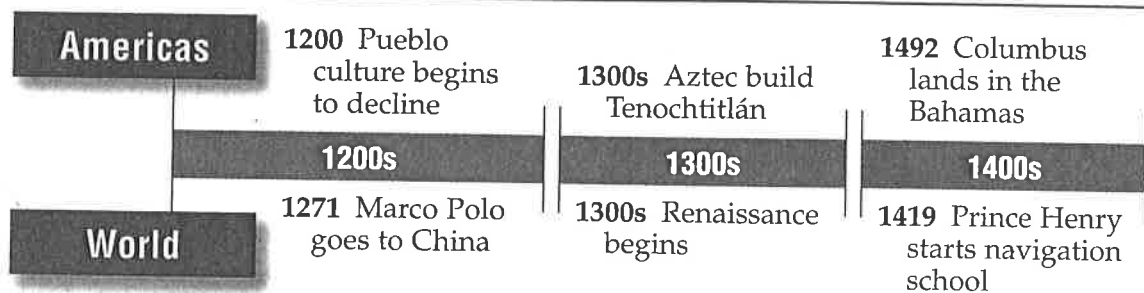 Americas
1200 Pueblo
culture begins
to decline
1300s Aztec build
Tenochtitlán
1492 Columbus
lands in the
Bahamas
1200s
1300s
1400s
World
1271 Marco Polo
goes to China
1300s Renaissance
begins
1419 Prince Henry
starts navigation
school